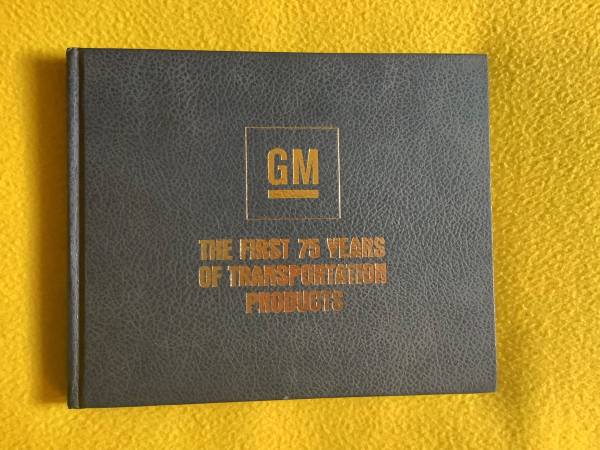 GM
THE FIRST 75 YEARS
OF TRANSPORTATION
PRODUCTS